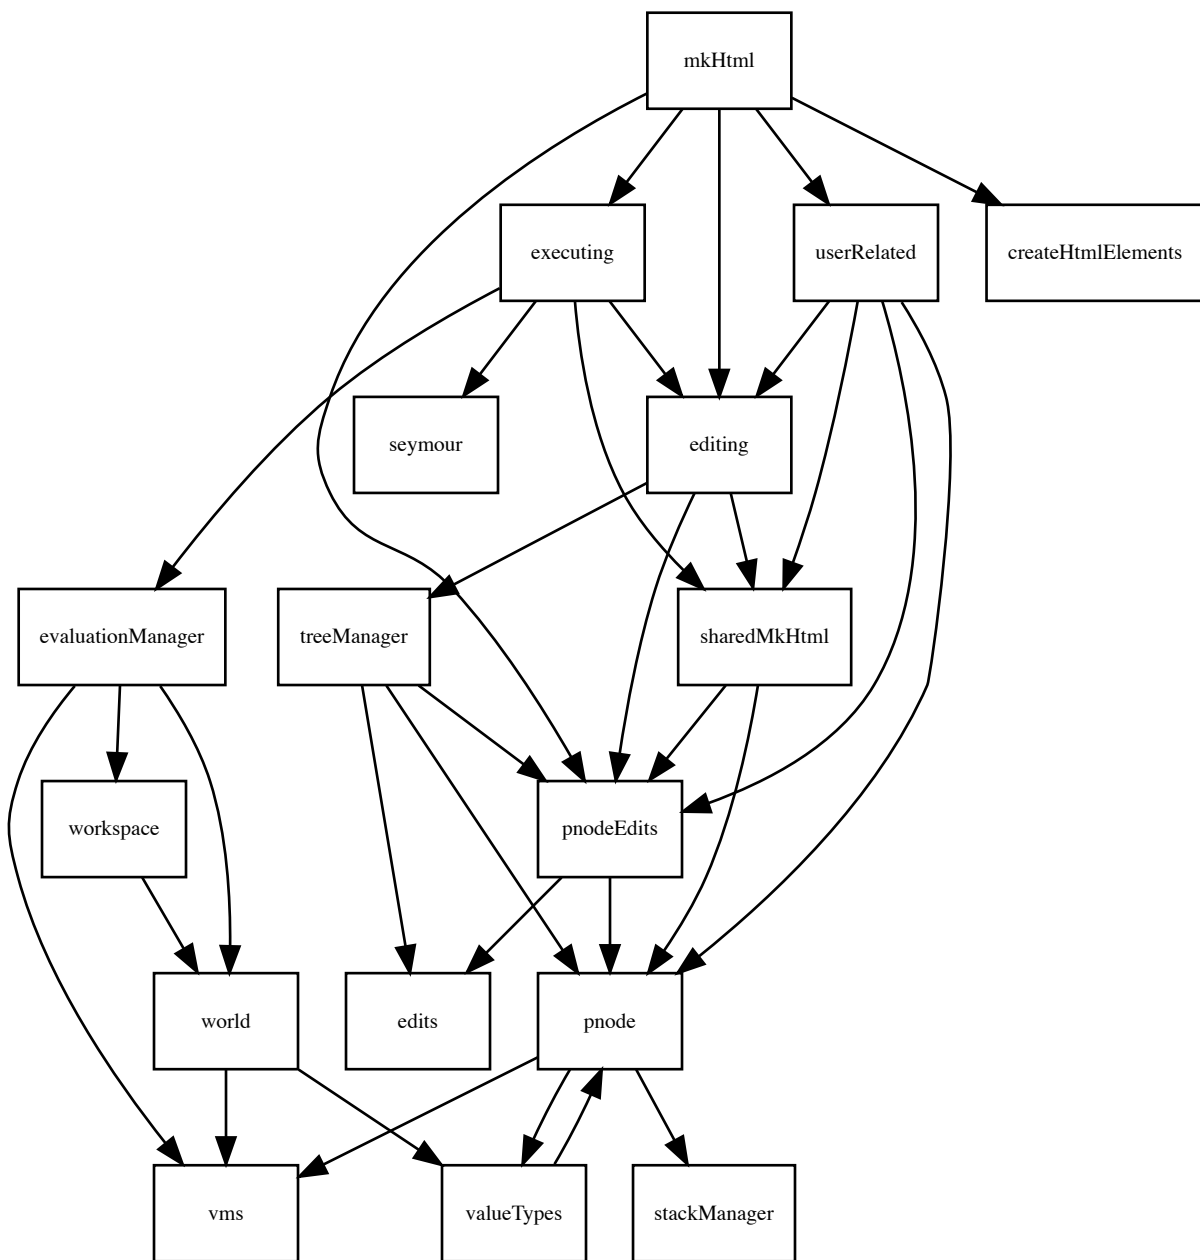 mkHtml
executing
userRelated
createHtmlElements
seymour
editing
evaluationManager
treeManager
sharedMkHtml
workspace
pnodeEdits
world
edits
pnode
vms
valueTypes
stackManager